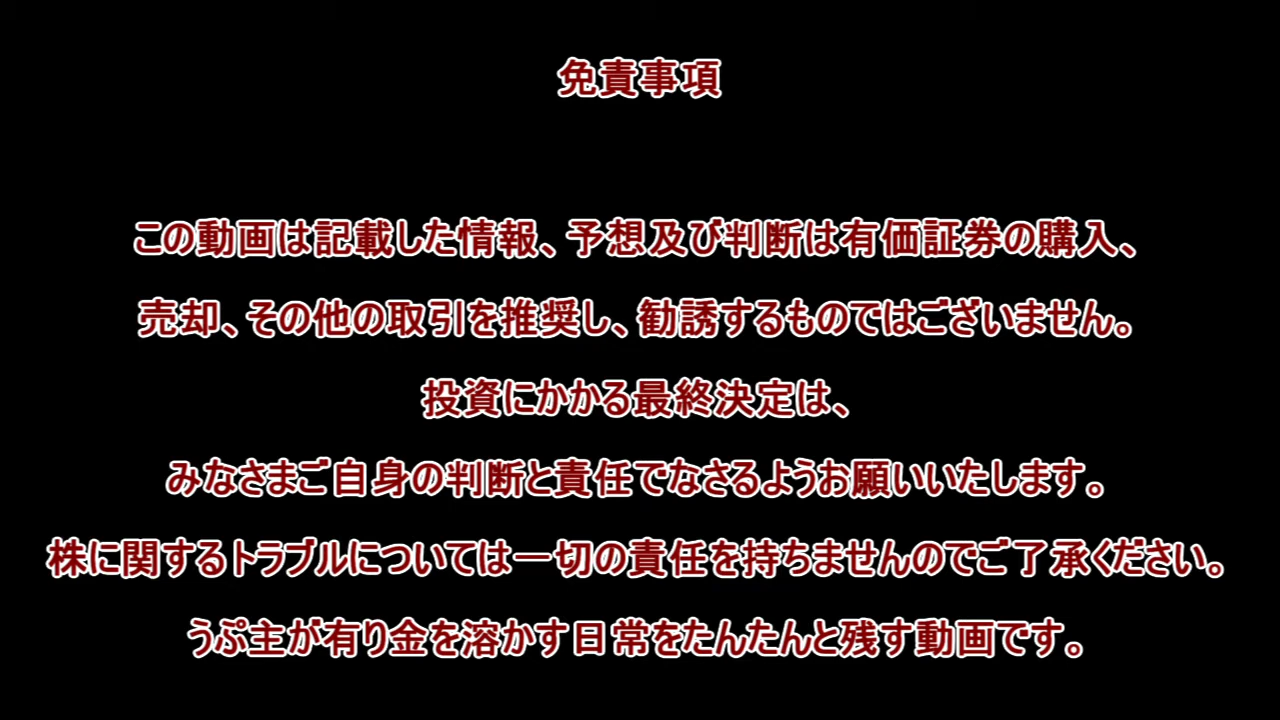 免責事項
この動画は記載した情報、予想及び判断は有価証券の購入、
売却、その他の取引を推奨し、勧誘するものではございません。
投資にかかる最終決定は、
みなさまご自身の判断と責任でなさるようお願いいたします。
株に関するトラブルについては一切の責任を持ちませんのでご了承ください。
うぷ主が有り金を溶かす日常をたんたんと残す動画です。